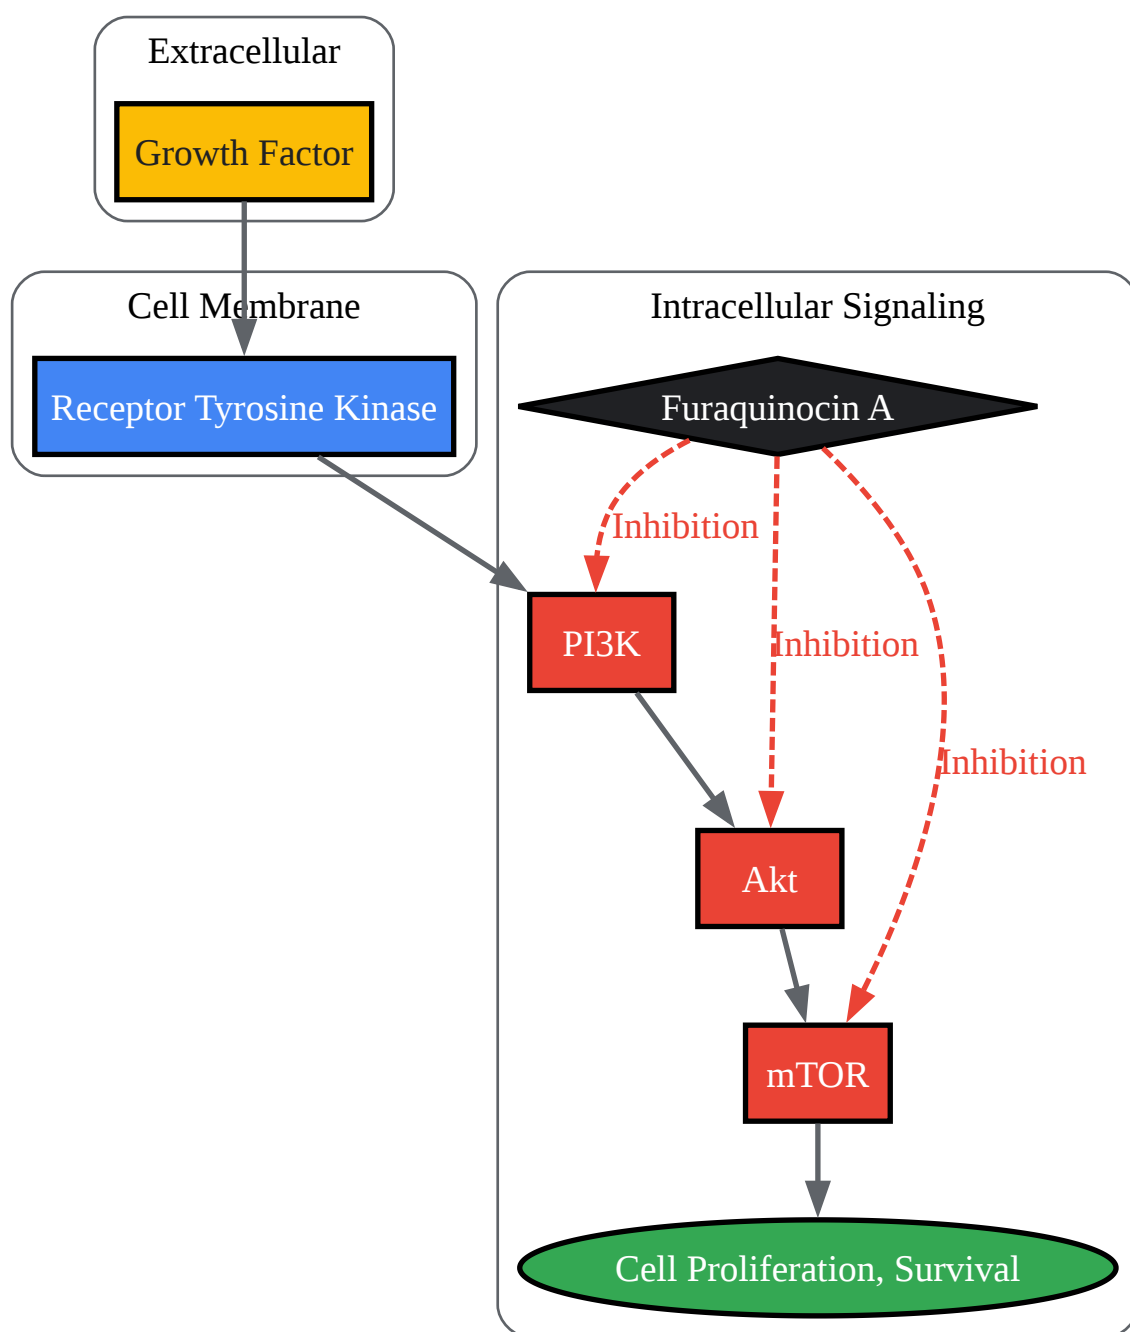 Extracellular
Growth Factor
Cell Membrane
Receptor Tyrosine Kinase
Intracellular Signaling
Furaquinocin A
Inhibition
PI3K
Inhibition
Inhibition
Akt
mTOR
Cell Proliferation, Survival